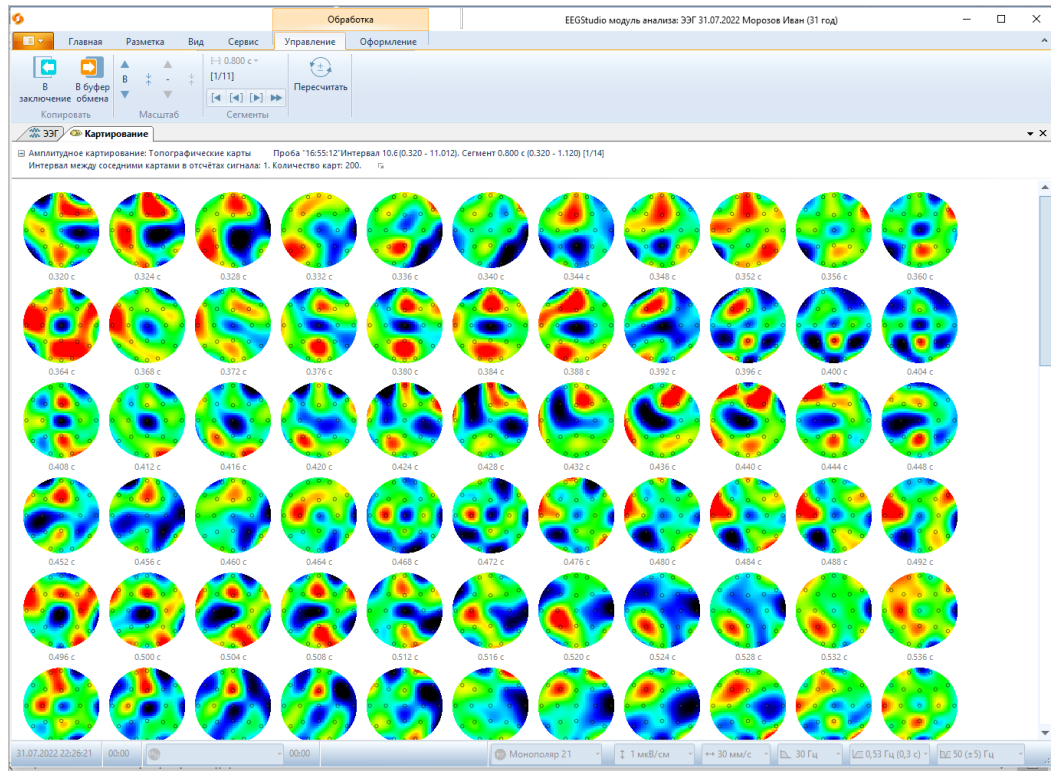 Обработка
EEGStudio модуль анализа: ЭЭГ 31.07.2022 Морозов Иван (31 год)
Главная Разметка Вид Сервис Управление Оформление
В заключение
В буфер обмена
В
-
0.800 с
[1/11]
Пересчитать
Копировать Масштаб Сегменты
ЭЭГ Картирование
Амплитудное картирование: Топографические карты Проба "16:55:12"Интервал 10.6(0.320 - 11.012). Сегмент 0.800 с (0.320 - 1.120) [1/14]
Интервал между соседними картами в отсчётах сигнала: 1. Количество карт: 200.
0.320 с 0.324 с 0.328 с 0.332 с 0.336 с 0.340 с 0.344 с 0.348 с 0.352 с 0.356 с 0.360 с
0.364 с 0.368 с 0.372 с 0.376 с 0.380 с 0.384 с 0.388 с 0.392 с 0.396 с 0.400 с 0.404 с
0.408 с 0.412 с 0.416 с 0.420 с 0.424 с 0.428 с 0.432 с 0.436 с 0.440 с 0.444 с 0.448 с
0.452 с 0.456 с 0.460 с 0.464 с 0.468 с 0.472 с 0.476 с 0.480 с 0.484 с 0.488 с 0.492 с
0.496 с 0.500 с 0.504 с 0.508 с 0.512 с 0.516 с 0.520 с 0.524 с 0.528 с 0.532 с 0.536 с
31.07.2022 22:26:21 00:00 00:00 Монополяр 21 1 мкВ/см 30 мм/с 30 Гц 0,53 Гц (0,3 с) 50 (±5) Гц